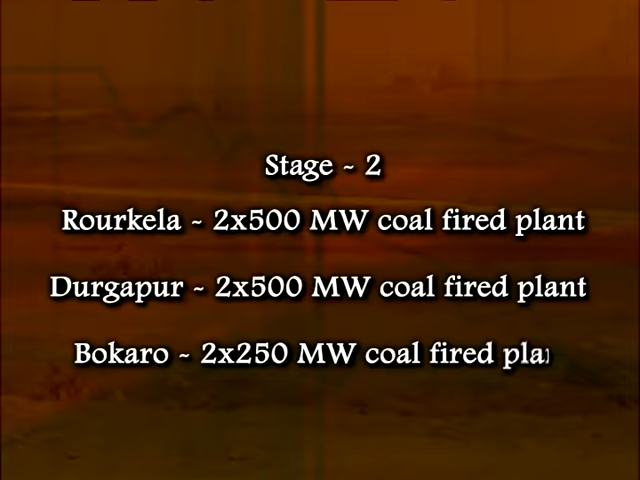 Stage - 2
Rourkela - 2x500 MW coal fired plant
Durgapur - 2x500 MW coal fired plant
Bokaro - 2x250 MW coal fired